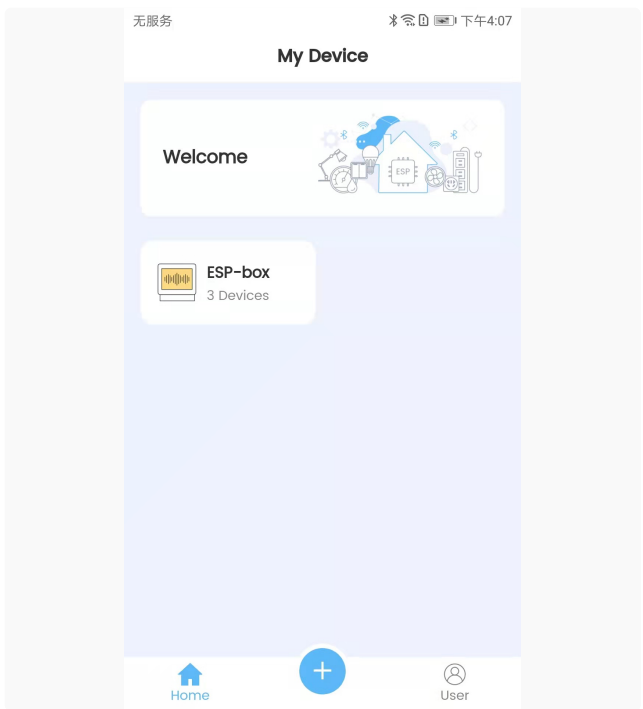 无服务 下午4:07
My Device
Welcome
ESP
ESP-box
3 Devices
Home
User